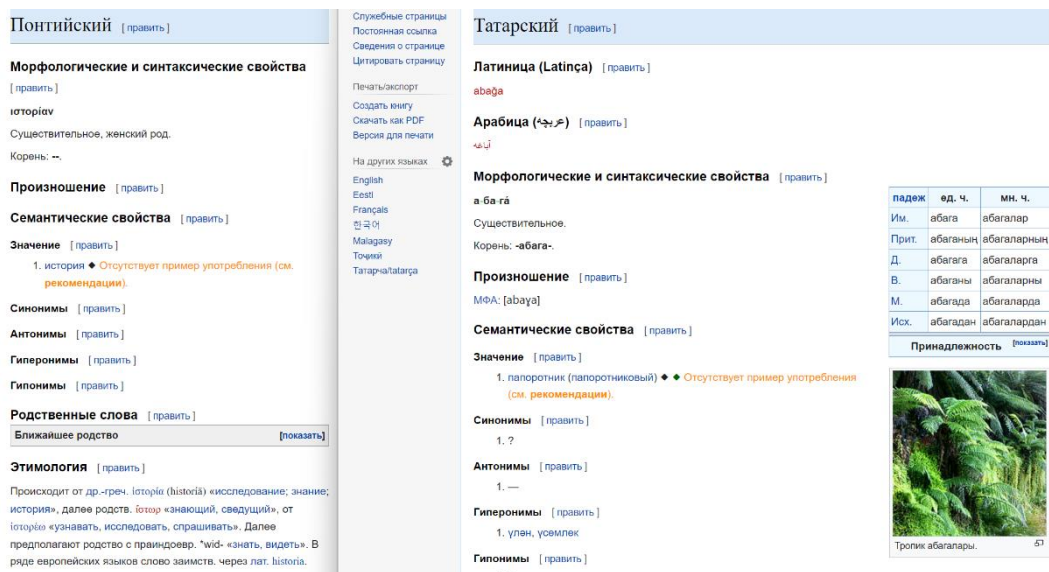 Понтийский [ править ]
Морфологические и синтаксические свойства
[ править ]
ιστορίαν
Существительное, женский род.
Корень: --.
Произношение [ править ]
Семантические свойства [ править ]
Значение [ править ]
1. история ◆ Отсутствует пример употребления (см.
рекомендации).
Синонимы [ править ]
Антонимы [ править ]
Гиперонимы [ править ]
Гипонимы [ править ]
Родственные слова [ править ]
Ближайшее родство [показать]
Этимология [ править ]
Происходит от др.-греч. ἱστορία (historiā) «исследование; знание;
история», далее родств. ἵστωρ «знающий, сведущий», от
ἱστορέω «узнавать, исследовать, спрашивать». Далее
предполагают родство с праиндоевр. *wid- «знать, видеть». В
ряде европейских языков слово заимств. через лат. historia.
Служебные страницы
Постоянная ссылка
Сведения о странице
Цитировать страницу
Печать/экспорт
Создать книгу
Скачать как PDF
Версия для печати
На других языках
English
Eesti
Français
한국어
Malagasy
Тоҷикӣ
Татарча/tatarça
Татарский [ править ]
Латиница (Latinça) [ править ]
abağa
Арабица (عربچه) [ править ]
آباغه
Морфологические и синтаксические свойства [ править ]
а-ба-га́
Существительное.
Корень: -абага-.
Произношение [ править ]
МФА: [abaɣa]
Семантические свойства [ править ]
Значение [ править ]
1. папоротник (папоротниковый) ◆ ◆ Отсутствует пример употребления
(см. рекомендации).
Синонимы [ править ]
1. ?
Антонимы [ править ]
1. —
Гиперонимы [ править ]
1. үлән, үсемлек
Гипонимы [ править ]
падеж ед. ч. мн. ч.
Им. абага абагалар
Прит. абаганың абагаларның
Д. абагага абагаларга
В. абаганы абагаларны
М. абагада абагаларда
Исх. абагадан абагалардан
Принадлежность [показать]
Тропик абагалары.